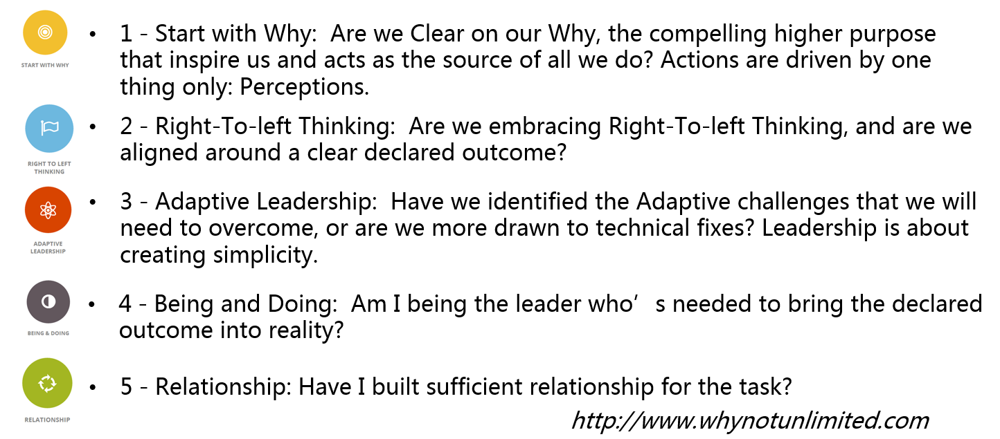 • 1 - Start with Why:  Are we Clear on our Why, the compelling higher purpose
that inspire us and acts as the source of all we do? Actions are driven by one
thing only: Perceptions.
START WITH WHY
• 2 - Right-To-left Thinking:  Are we embracing Right-To-left Thinking, and are we
aligned around a clear declared outcome?
RIGHT TO LEFT
THINKING
• 3 - Adaptive Leadership:  Have we identified the Adaptive challenges that we will
need to overcome, or are we more drawn to technical fixes? Leadership is about
creating simplicity.
ADAPTIVE
LEADERSHIP
• 4 - Being and Doing:  Am I being the leader who’s needed to bring the declared
outcome into reality?
BEING & DOING
• 5 - Relationship: Have I built sufficient relationship for the task?
RELATIONSHIP
http://www.whynotunlimited.com